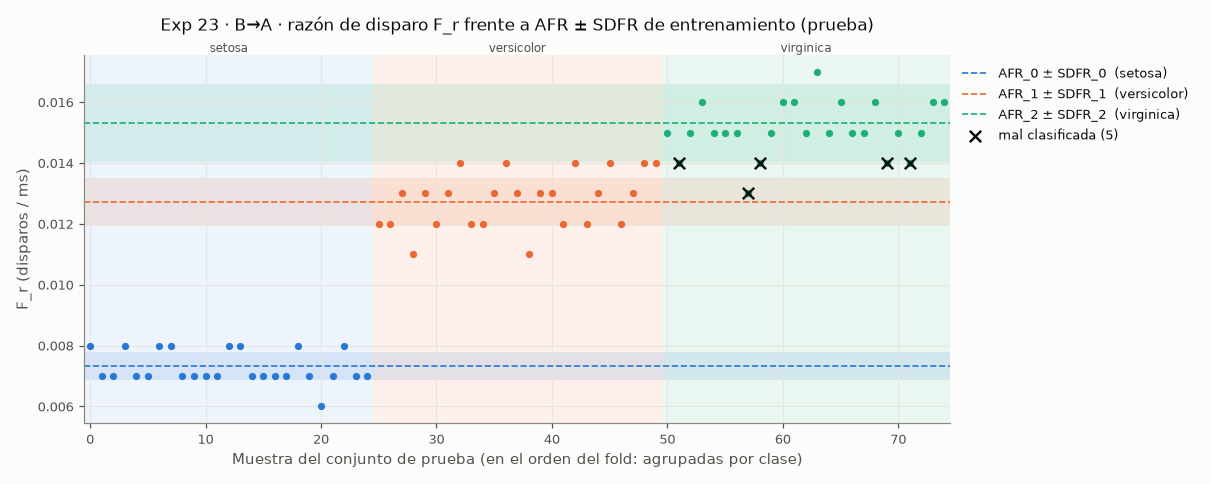 Exp 23 · B→A · razón de disparo F_r frente a AFR ± SDFR de entrenamiento (prueba)
setosa
versicolor
virginica
AFR_0 ± SDFR_0 (setosa)
AFR_1 ± SDFR_1 (versicolor)
AFR_2 ± SDFR_2 (virginica)
mal clasificada (5)
F_r (disparos / ms)
0.016
0.014
0.012
0.010
0.008
0.006
0
10
20
30
40
50
60
70
Muestra del conjunto de prueba (en el orden del fold: agrupadas por clase)